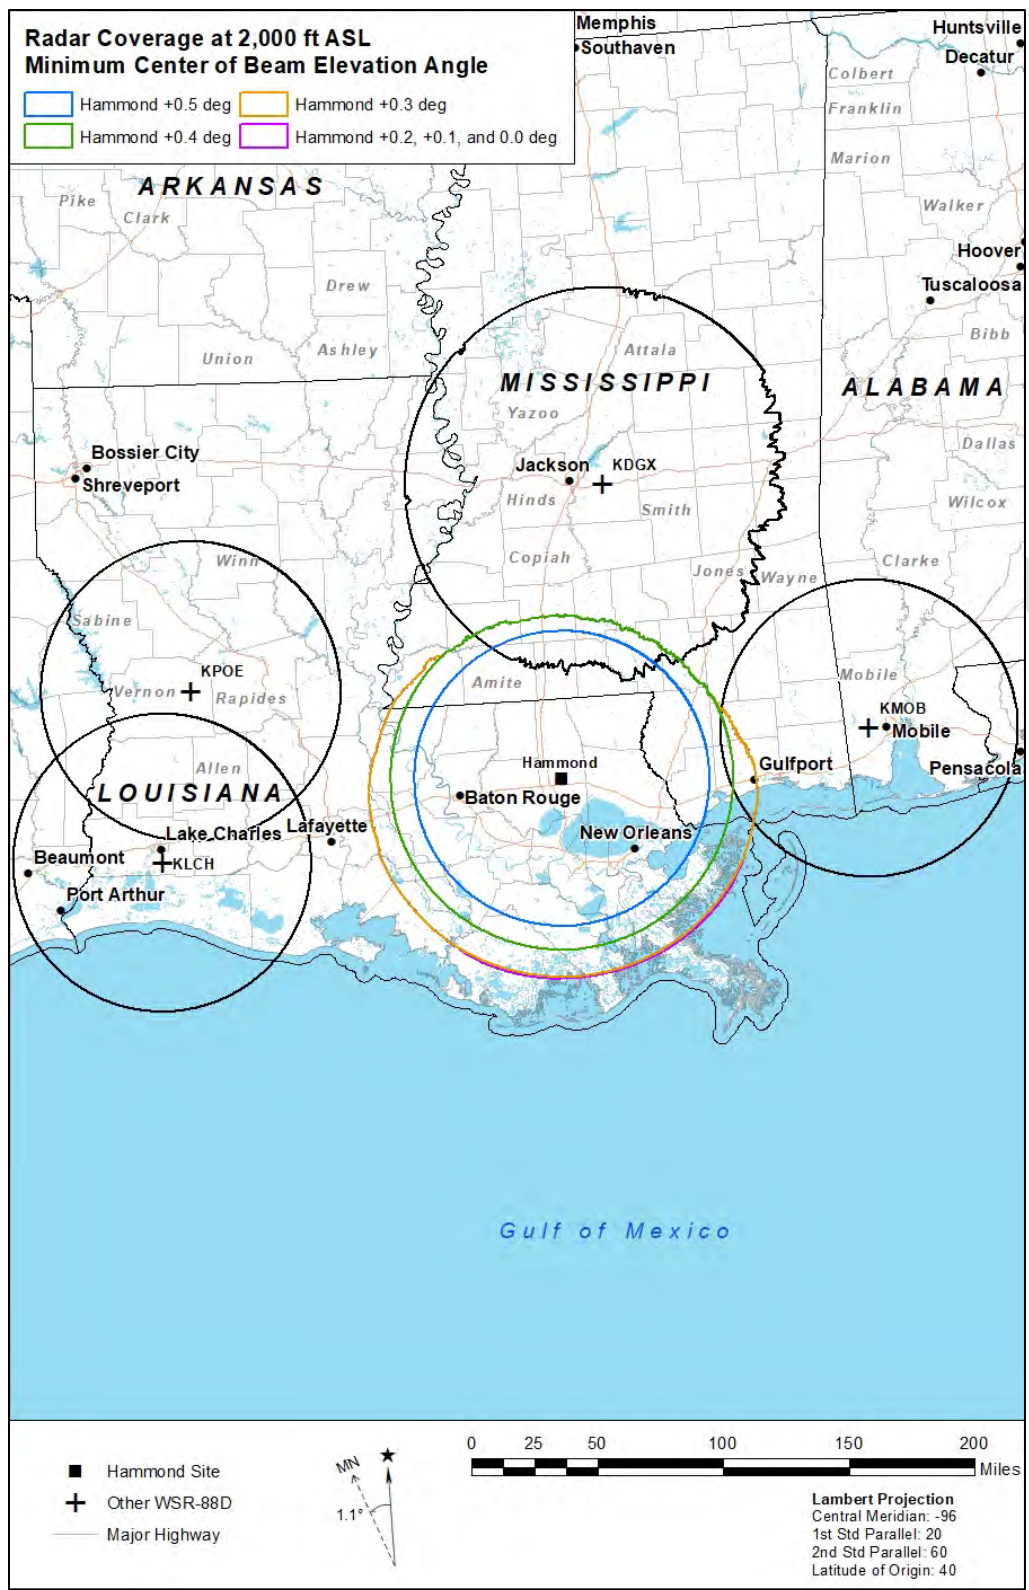 Radar Coverage at 2,000 ft ASL
Minimum Center of Beam Elevation Angle
Hammond +0.5 deg
Hammond +0.3 deg
Hammond +0.4 deg
Hammond +0.2, +0.1, and 0.0 deg
Memphis
Southaven
Huntsville
Decatur
Colbert
Franklin
Marion
Walker
ARKANSAS
Pike
Clark
Hoover
Tuscaloosa
Drew
Bibb
Union
Ashley
Attala
MISSISSIPPI
ALABAMA
Yazoo
Dallas
Bossier City
Shreveport
Jackson
KDGX
Hinds
Smith
Wilcox
Copiah
Winn
Jones
Wayne
Clarke
Sabine
KPOE
Vernon
Rapides
Amite
Mobile
KMOB
Mobile
Allen
Hammond
Gulfport
Pensacola
LOUISIANA
Baton Rouge
Lake Charles
Lafayette
New Orleans
Beaumont
KLCH
Port Arthur
Gulf of Mexico
Hammond Site
Other WSR-88D
Major Highway
MN
1.1°
0 25 50 100 150 200
Miles
Lambert Projection
Central Meridian: -96
1st Std Parallel: 20
2nd Std Parallel: 60
Latitude of Origin: 40